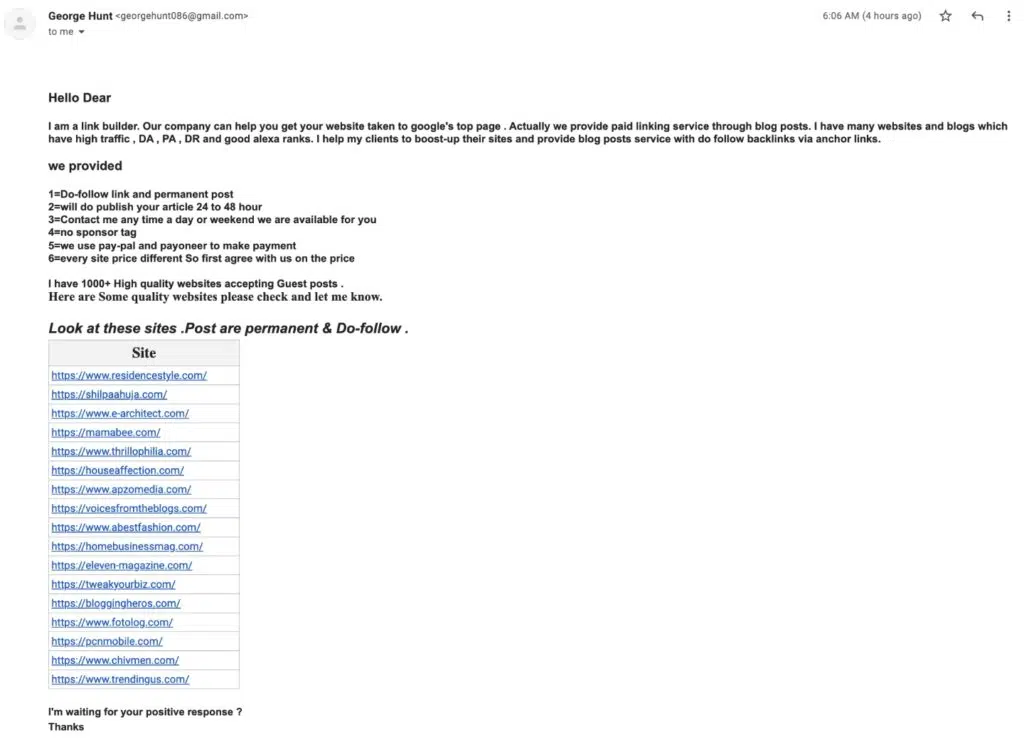 George Hunt <georgehunt086@gmail.com>
6:06 AM (4 hours ago)
to me
Hello Dear
I am a link builder. Our company can help you get your website taken to google's top page . Actually we provide paid linking service through blog posts. I have many websites and blogs which
have high traffic , DA , PA , DR and good alexa ranks. I help my clients to boost-up their sites and provide blog posts service with do follow backlinks via anchor links.
we provided
1=Do-follow link and permanent post
2=will do publish your article 24 to 48 hour
3=Contact me any time a day or weekend we are available for you
4=no sponsor tag
5=we use pay-pal and payoneer to make payment
6=every site price different So first agree with us on the price
I have 1000+ High quality websites accepting Guest posts .
Here are Some quality websites please check and let me know.
Look at these sites .Post are permanent & Do-follow .
Site
https://www.residencestyle.com/
https://shilpaahuja.com/
https://www.e-architect.com/
https://mamabee.com/
https://www.thrillophilia.com/
https://houseaffection.com/
https://www.apzomedia.com/
https://voicesfromtheblogs.com/
https://www.abestfashion.com/
https://homebusinessmag.com/
https://eleven-magazine.com/
https://tweakyourbiz.com/
https://bloggingheros.com/
https://www.fotolog.com/
https://pcnmobile.com/
https://www.chivmen.com/
https://www.trendingus.com/
I'm waiting for your positive response ?
Thanks